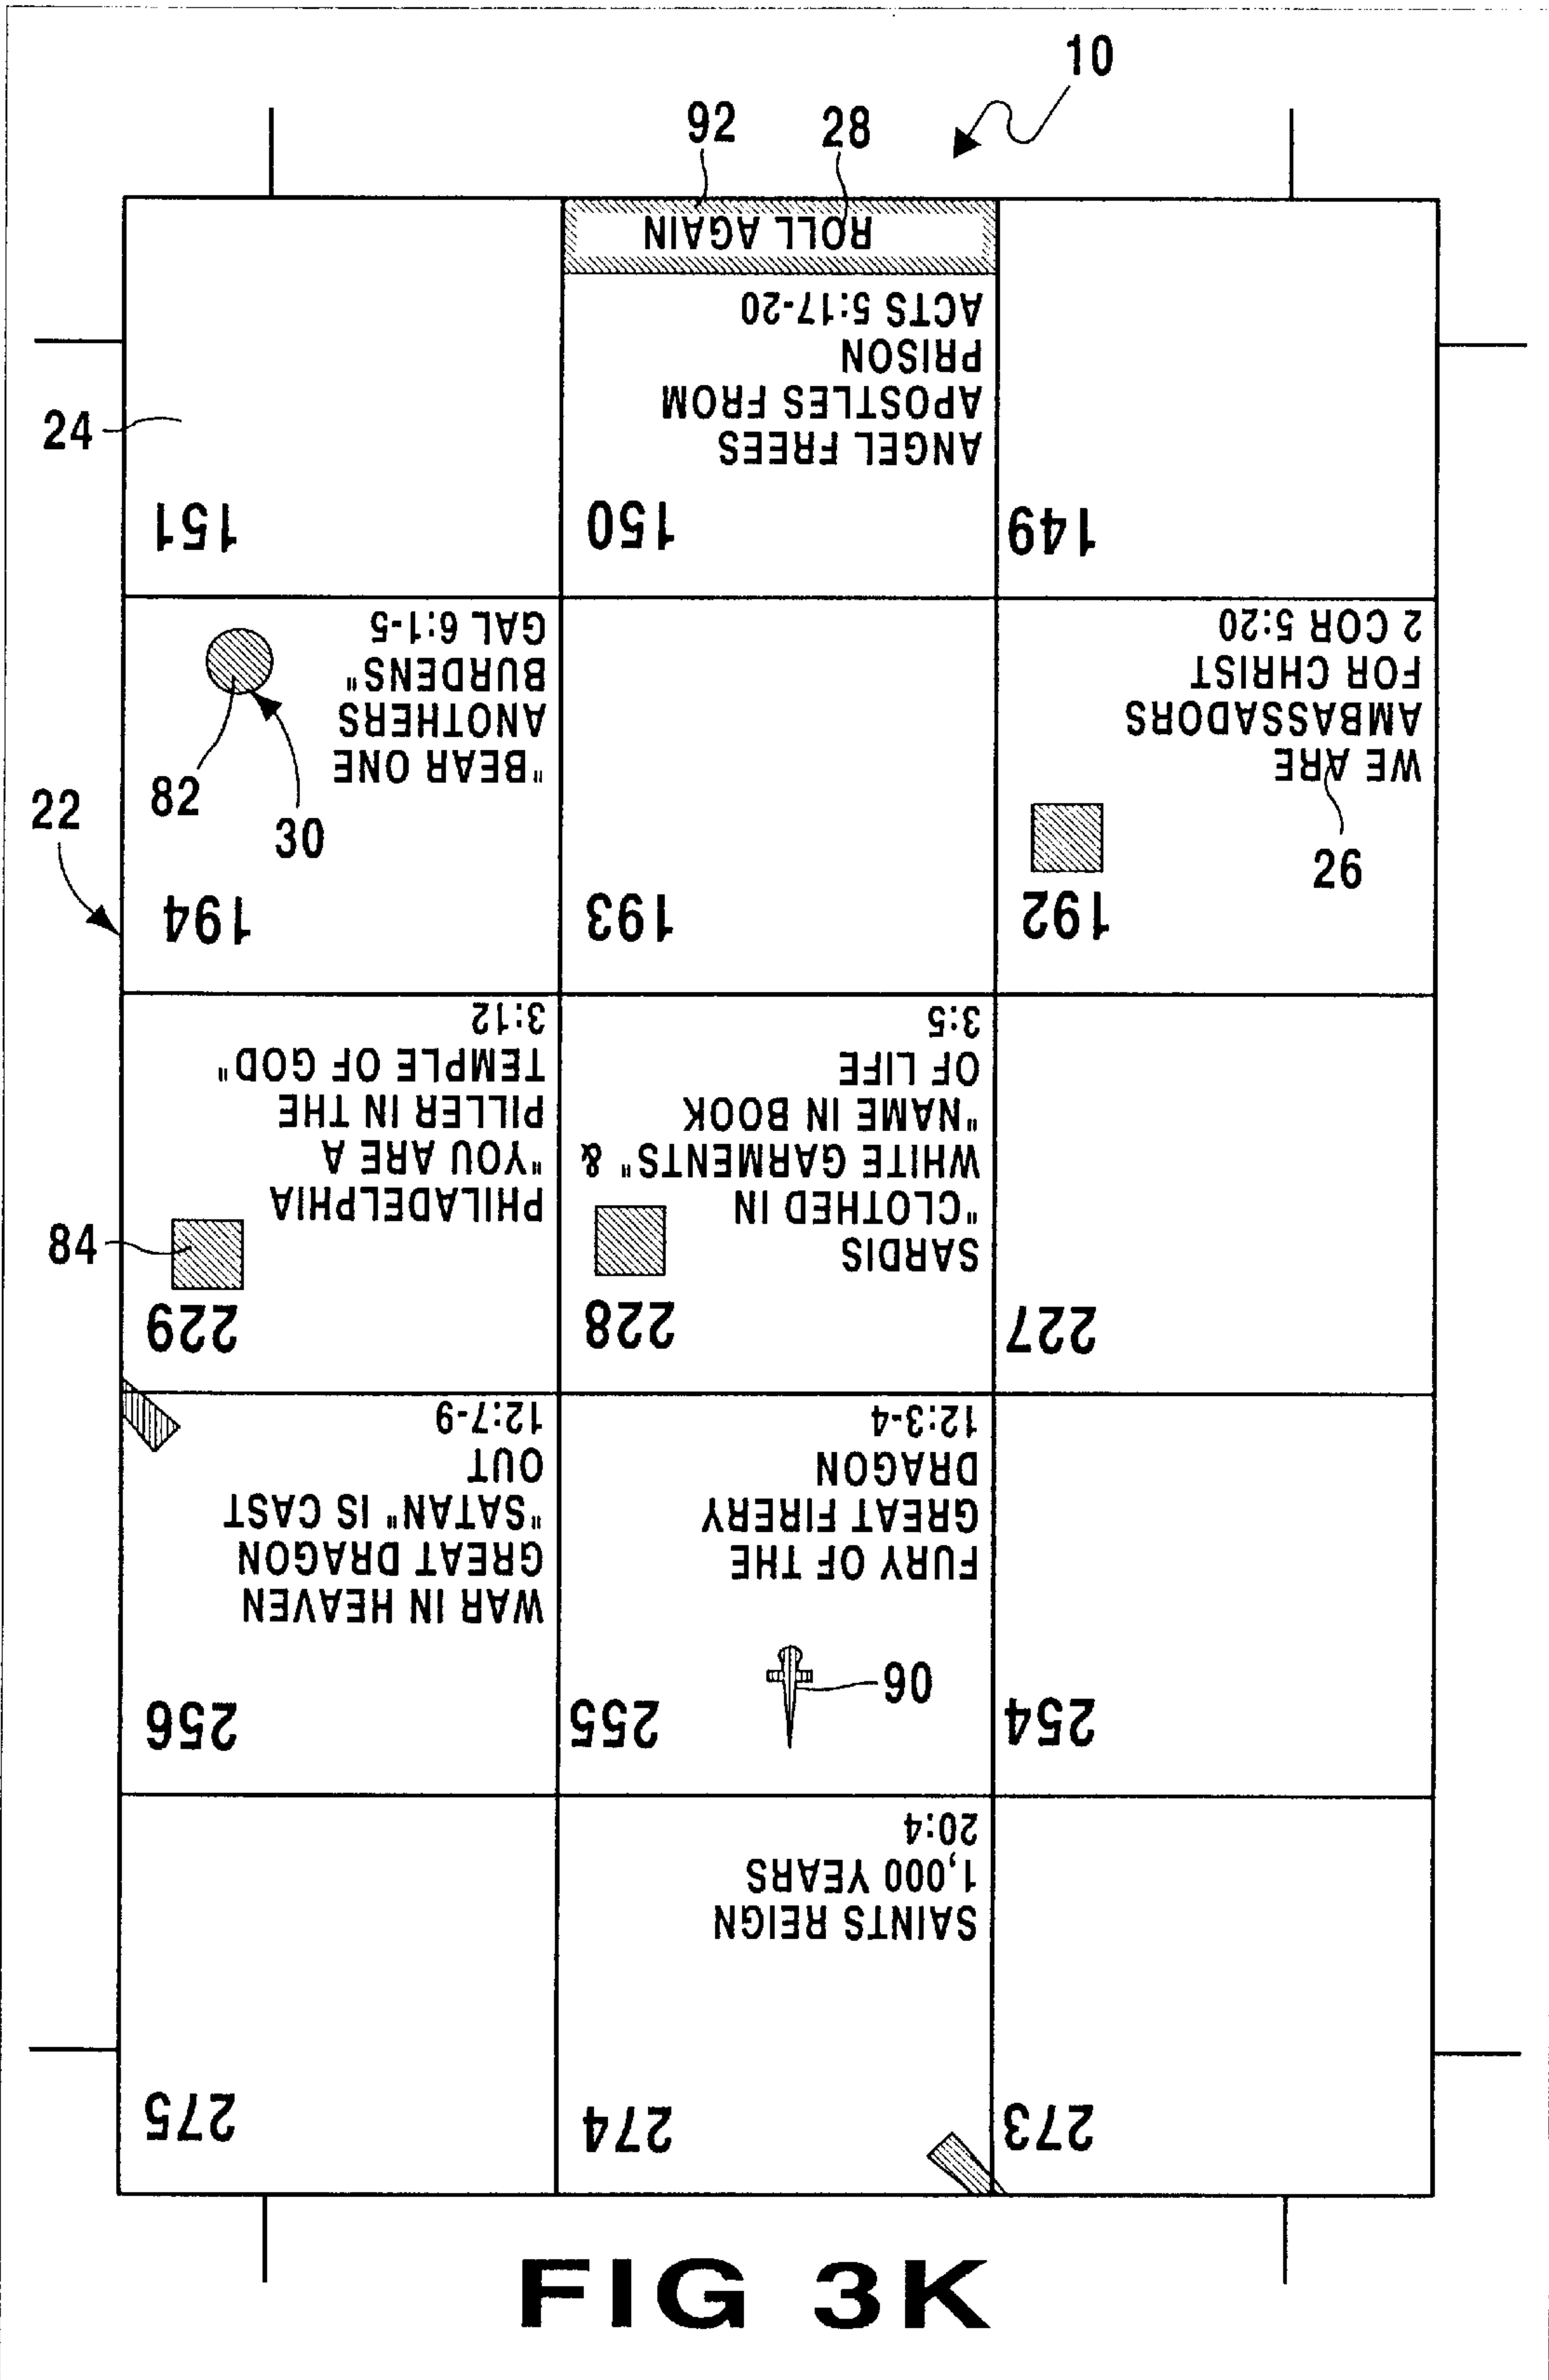 10
92
28
ROLL AGAIN
24
151
150
ANGEL FREES
APOSTLES FROM
PRISON
ACTS 5:17-20
149
22
194
"BEAR ONE
ANOTHERS
BURDENS"
GAL 6:1-5
82
30
193
192
WE ARE
AMBASSADORS
FOR CHRIST
2 COR 5:20
26
84
229
PHILADELPHIA
"YOU ARE A
PILLER IN THE
TEMPLE OF GOD"
3:12
228
SARDIS
"CLOTHED IN
WHITE GARMENTS" &
"NAME IN BOOK
OF LIFE
3:5
227
256
WAR IN HEAVEN
GREAT DRAGON
"SATAN" IS CAST
OUT
12:7-9
255
FURY OF THE
GREAT FIRERY
DRAGON
12:3-4
90
254
275
274
SAINTS REIGN
1,000 YEARS
20:4
273
FIG 3K